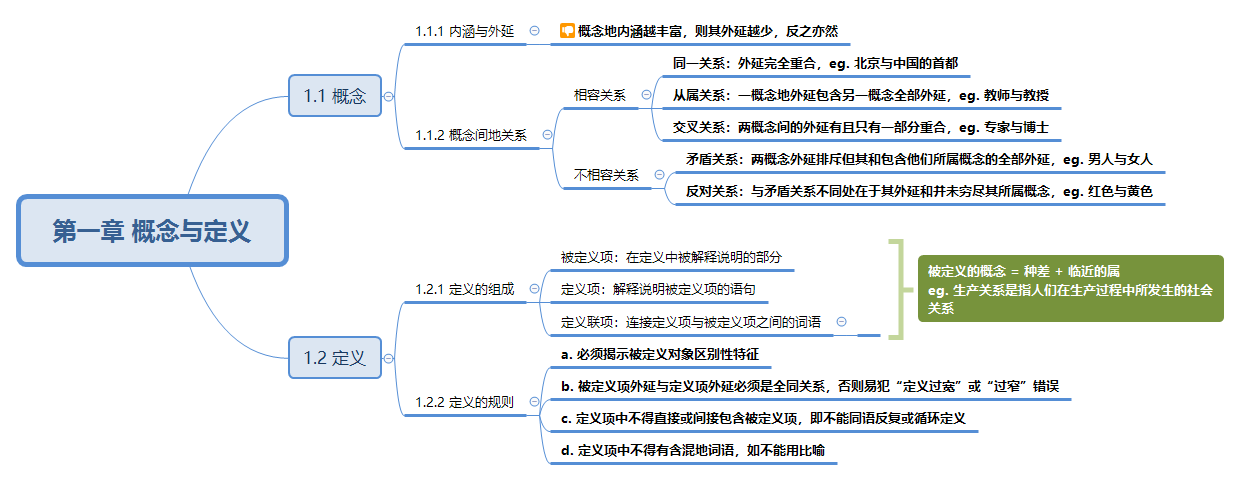 第一章 概念与定义
1.1 概念
1.1.1 内涵与外延
概念地内涵越丰富，则其外延越少，反之亦然
1.1.2 概念间地关系
相容关系
同一关系：外延完全重合，eg. 北京与中国的首都
从属关系：一概念地外延包含另一概念全部外延，eg. 教师与教授
交叉关系：两概念间的外延有且只有一部分重合，eg. 专家与博士
不相容关系
矛盾关系：两概念外延排斥但其和包含他们所属概念的全部外延，eg. 男人与女人
反对关系：与矛盾关系不同处在于其外延和并未穷尽其所属概念，eg. 红色与黄色
1.2 定义
1.2.1 定义的组成
被定义项：在定义中被解释说明的部分
定义项：解释说明被定义项的语句
定义联项：连接定义项与被定义项之间的词语
被定义的概念 = 种差 + 临近的属
eg. 生产关系是指人们在生产过程中所发生的社会
关系
1.2.2 定义的规则
a. 必须揭示被定义对象区别性特征
b. 被定义项外延与定义项外延必须是全同关系，否则易犯“定义过宽”或“过窄”错误
c. 定义项中不得直接或间接包含被定义项，即不能同语反复或循环定义
d. 定义项中不得有含混地词语，如不能用比喻